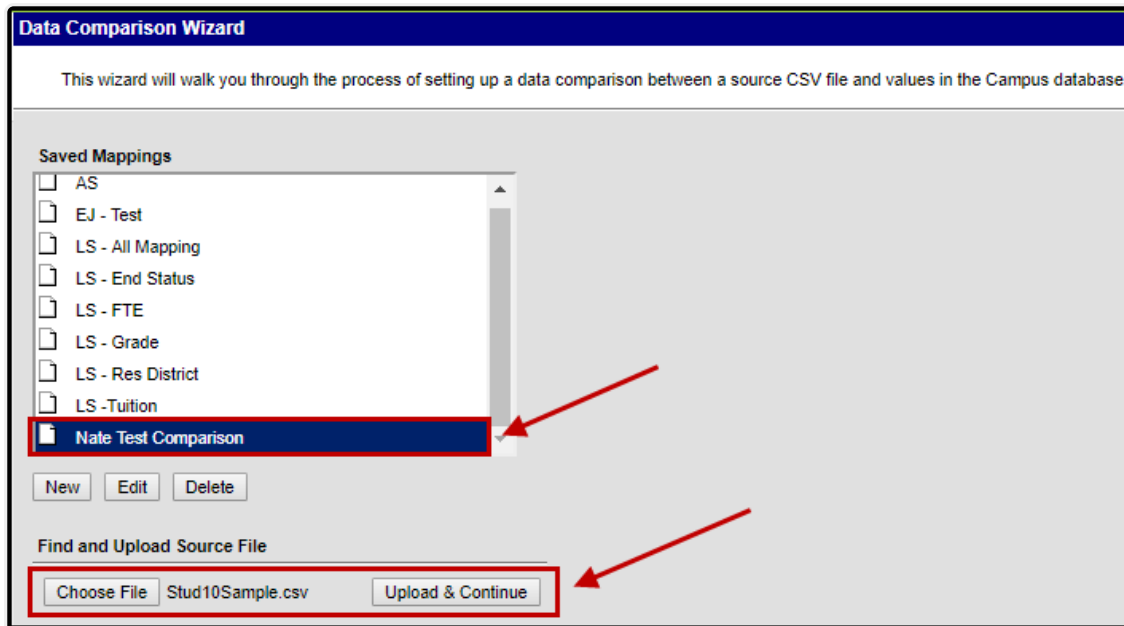 Data Comparison Wizard
This wizard will walk you through the process of setting up a data comparison between a source CSV file and values in the Campus database
Saved Mappings
AS
EJ - Test
LS - All Mapping
LS - End Status
LS - FTE
LS - Grade
LS - Res District
LS -Tuition
Nate Test Comparison
New Edit Delete
Find and Upload Source File
Choose File Stud10Sample.csv Upload & Continue